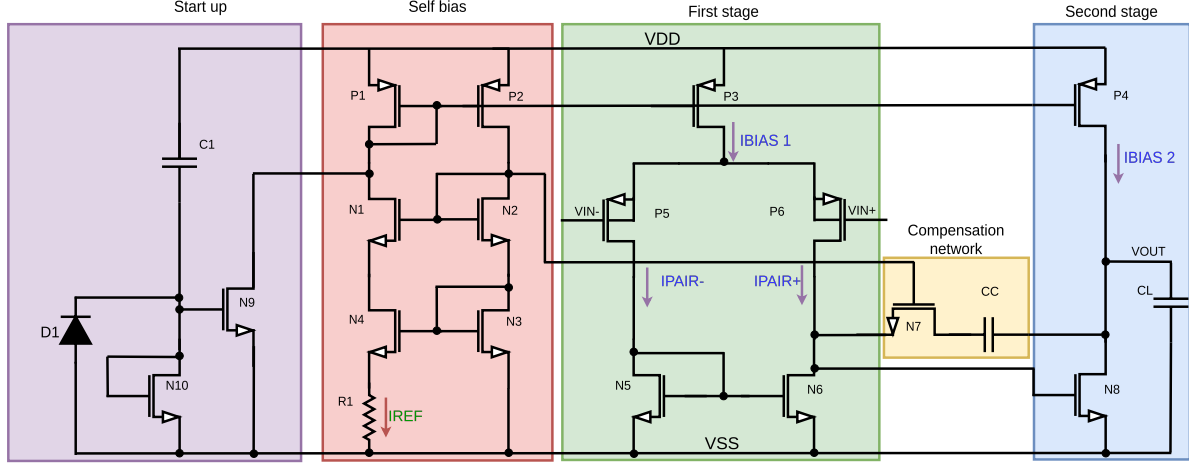 Start up
Self bias
First stage
Second stage
VDD
P1
P2
P3
P4
C1
IBIAS 1
IBIAS 2
N1
N2
VIN-
P5
P6
VIN+
Compensation
network
VOUT
IPAIR-
IPAIR+
CC
CL
D1
N9
N4
N3
N7
N10
R1
IREF
N5
N6
N8
VSS